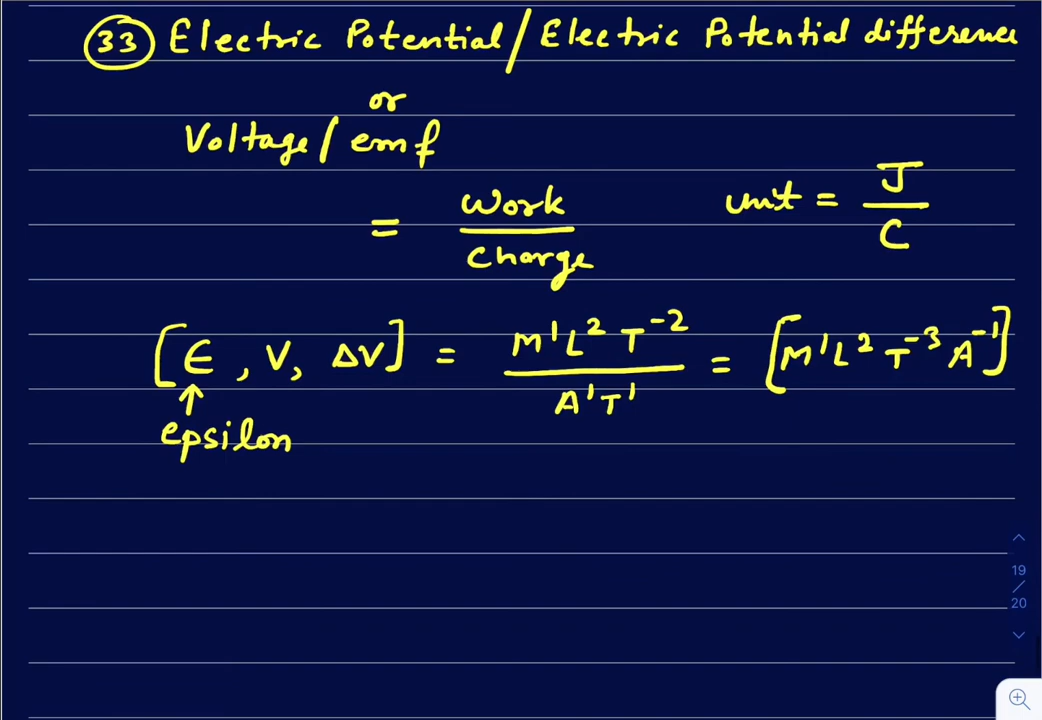 33 Electric Potential/Electric Potential difference
or
Voltage/emf
= Work/Charge unit = J/C
[ϵ, V, ΔV] = M¹L²T⁻²/A¹T¹ = [M¹L²T⁻³A⁻¹]
↑
epsilon
19
/
20